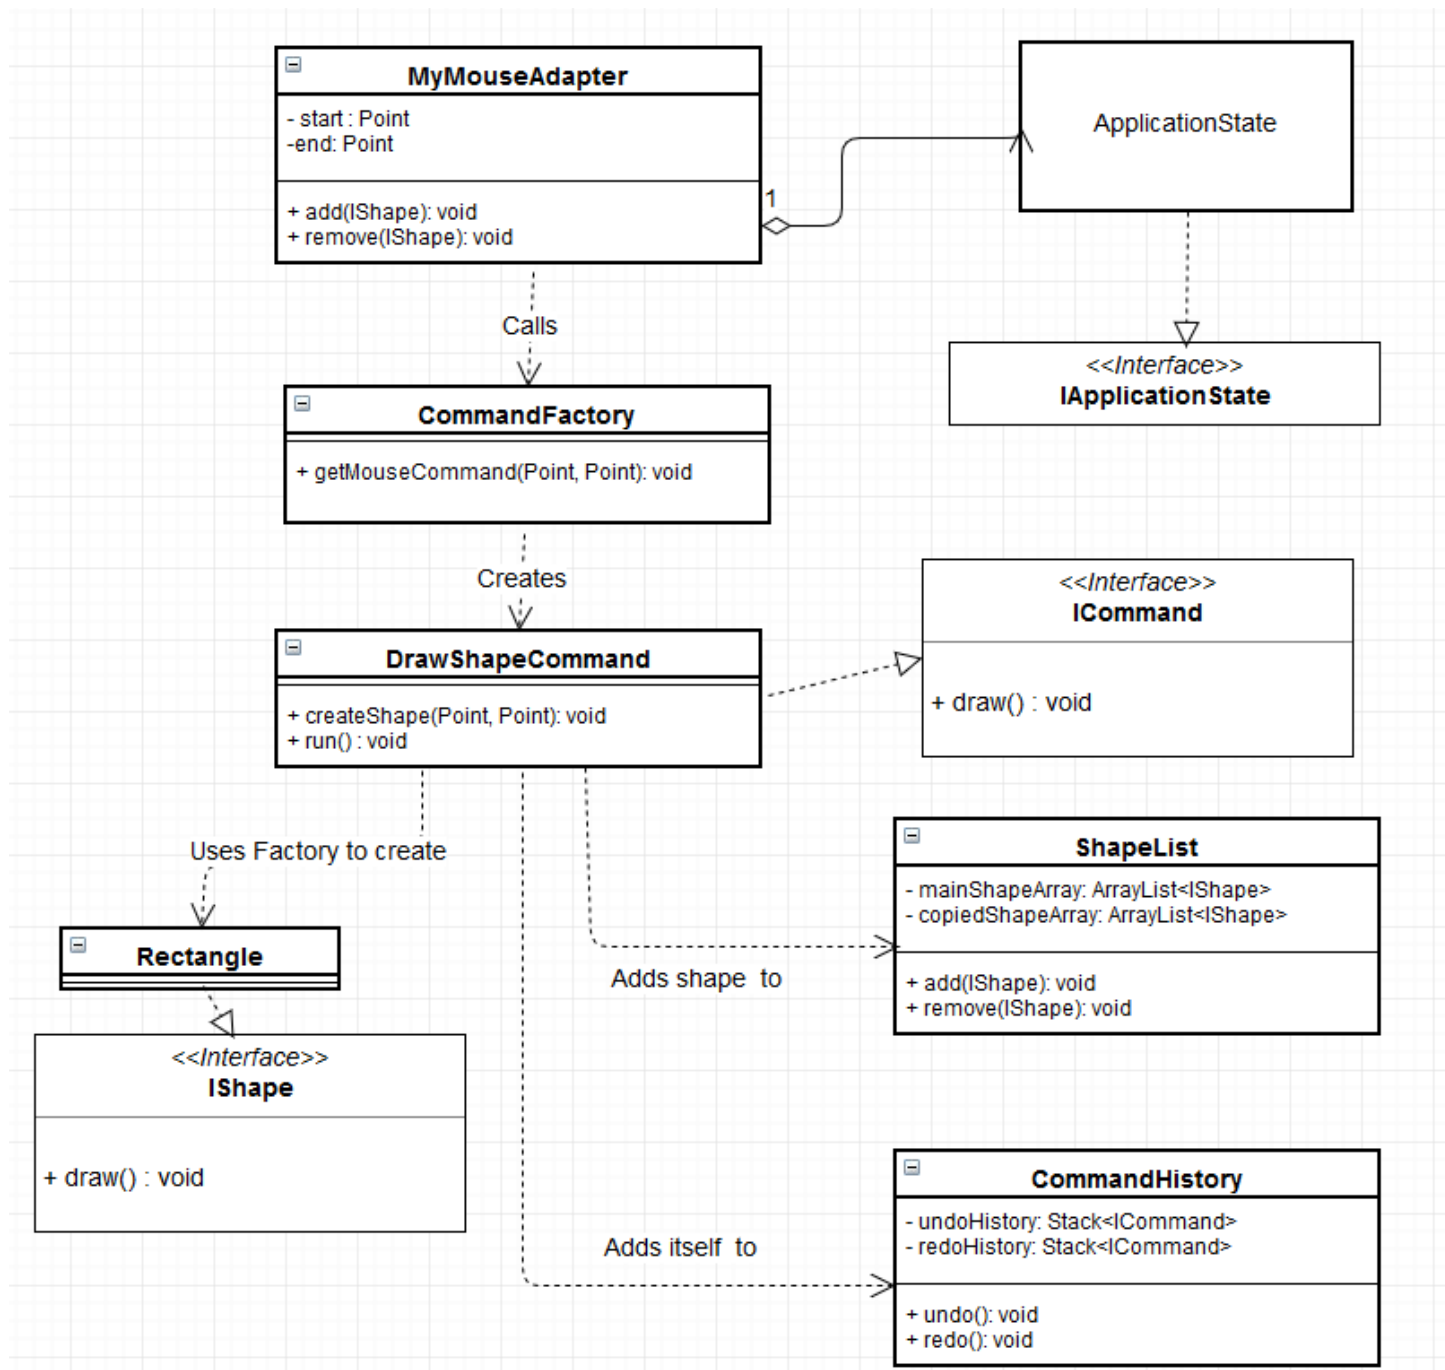 MyMouseAdapter
- start : Point
-end: Point
+ add(IShape): void
+ remove(IShape): void
1
ApplicationState
<<Interface>>
IApplicationState
Calls
CommandFactory
+ getMouseCommand(Point, Point): void
Creates
DrawShapeCommand
+ createShape(Point, Point): void
+ run() : void
<<Interface>>
ICommand
+ draw() : void
Uses Factory to create
Rectangle
<<Interface>>
IShape
+ draw() : void
Adds shape to
ShapeList
- mainShapeArray: ArrayList<IShape>
- copiedShapeArray: ArrayList<IShape>
+ add(IShape): void
+ remove(IShape): void
Adds itself to
CommandHistory
- undoHistory: Stack<ICommand>
- redoHistory: Stack<ICommand>
+ undo(): void
+ redo(): void